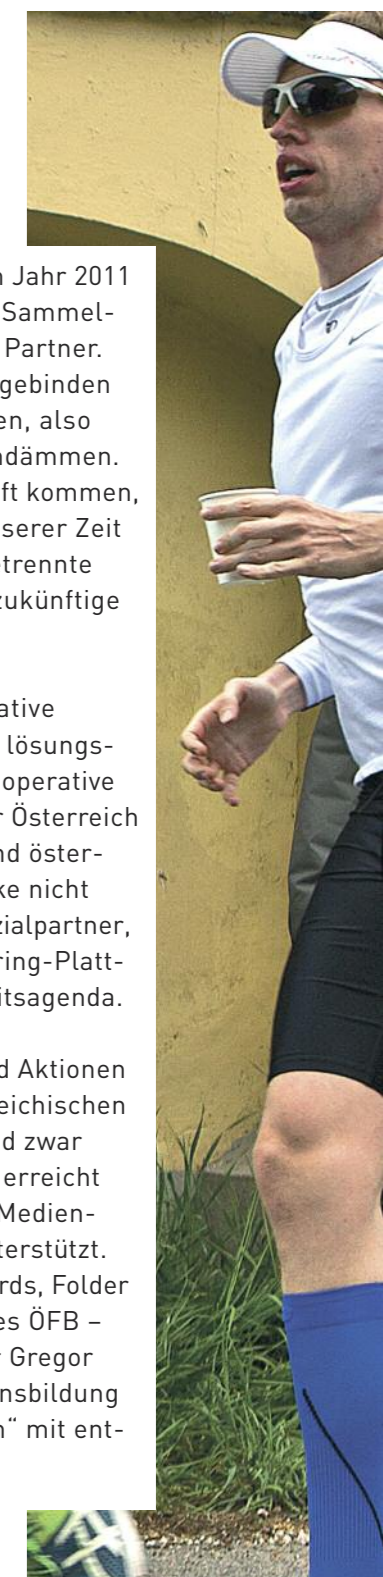 Jahr 2011
Sammel-
Partner.
gebinden
also
ft kommen,
serer Zeit
trennte
zukünftige
ative
lösungs-
operative
Österreich
nd öster-
ke nicht
zialpartner,
ring-Platt-
itsagenda.
d Aktionen
eichischen
d zwar
erreicht
Medien-
terstützt.
rds, Folder
es ÖFB –
Gregor
nsbildung
“ mit ent-